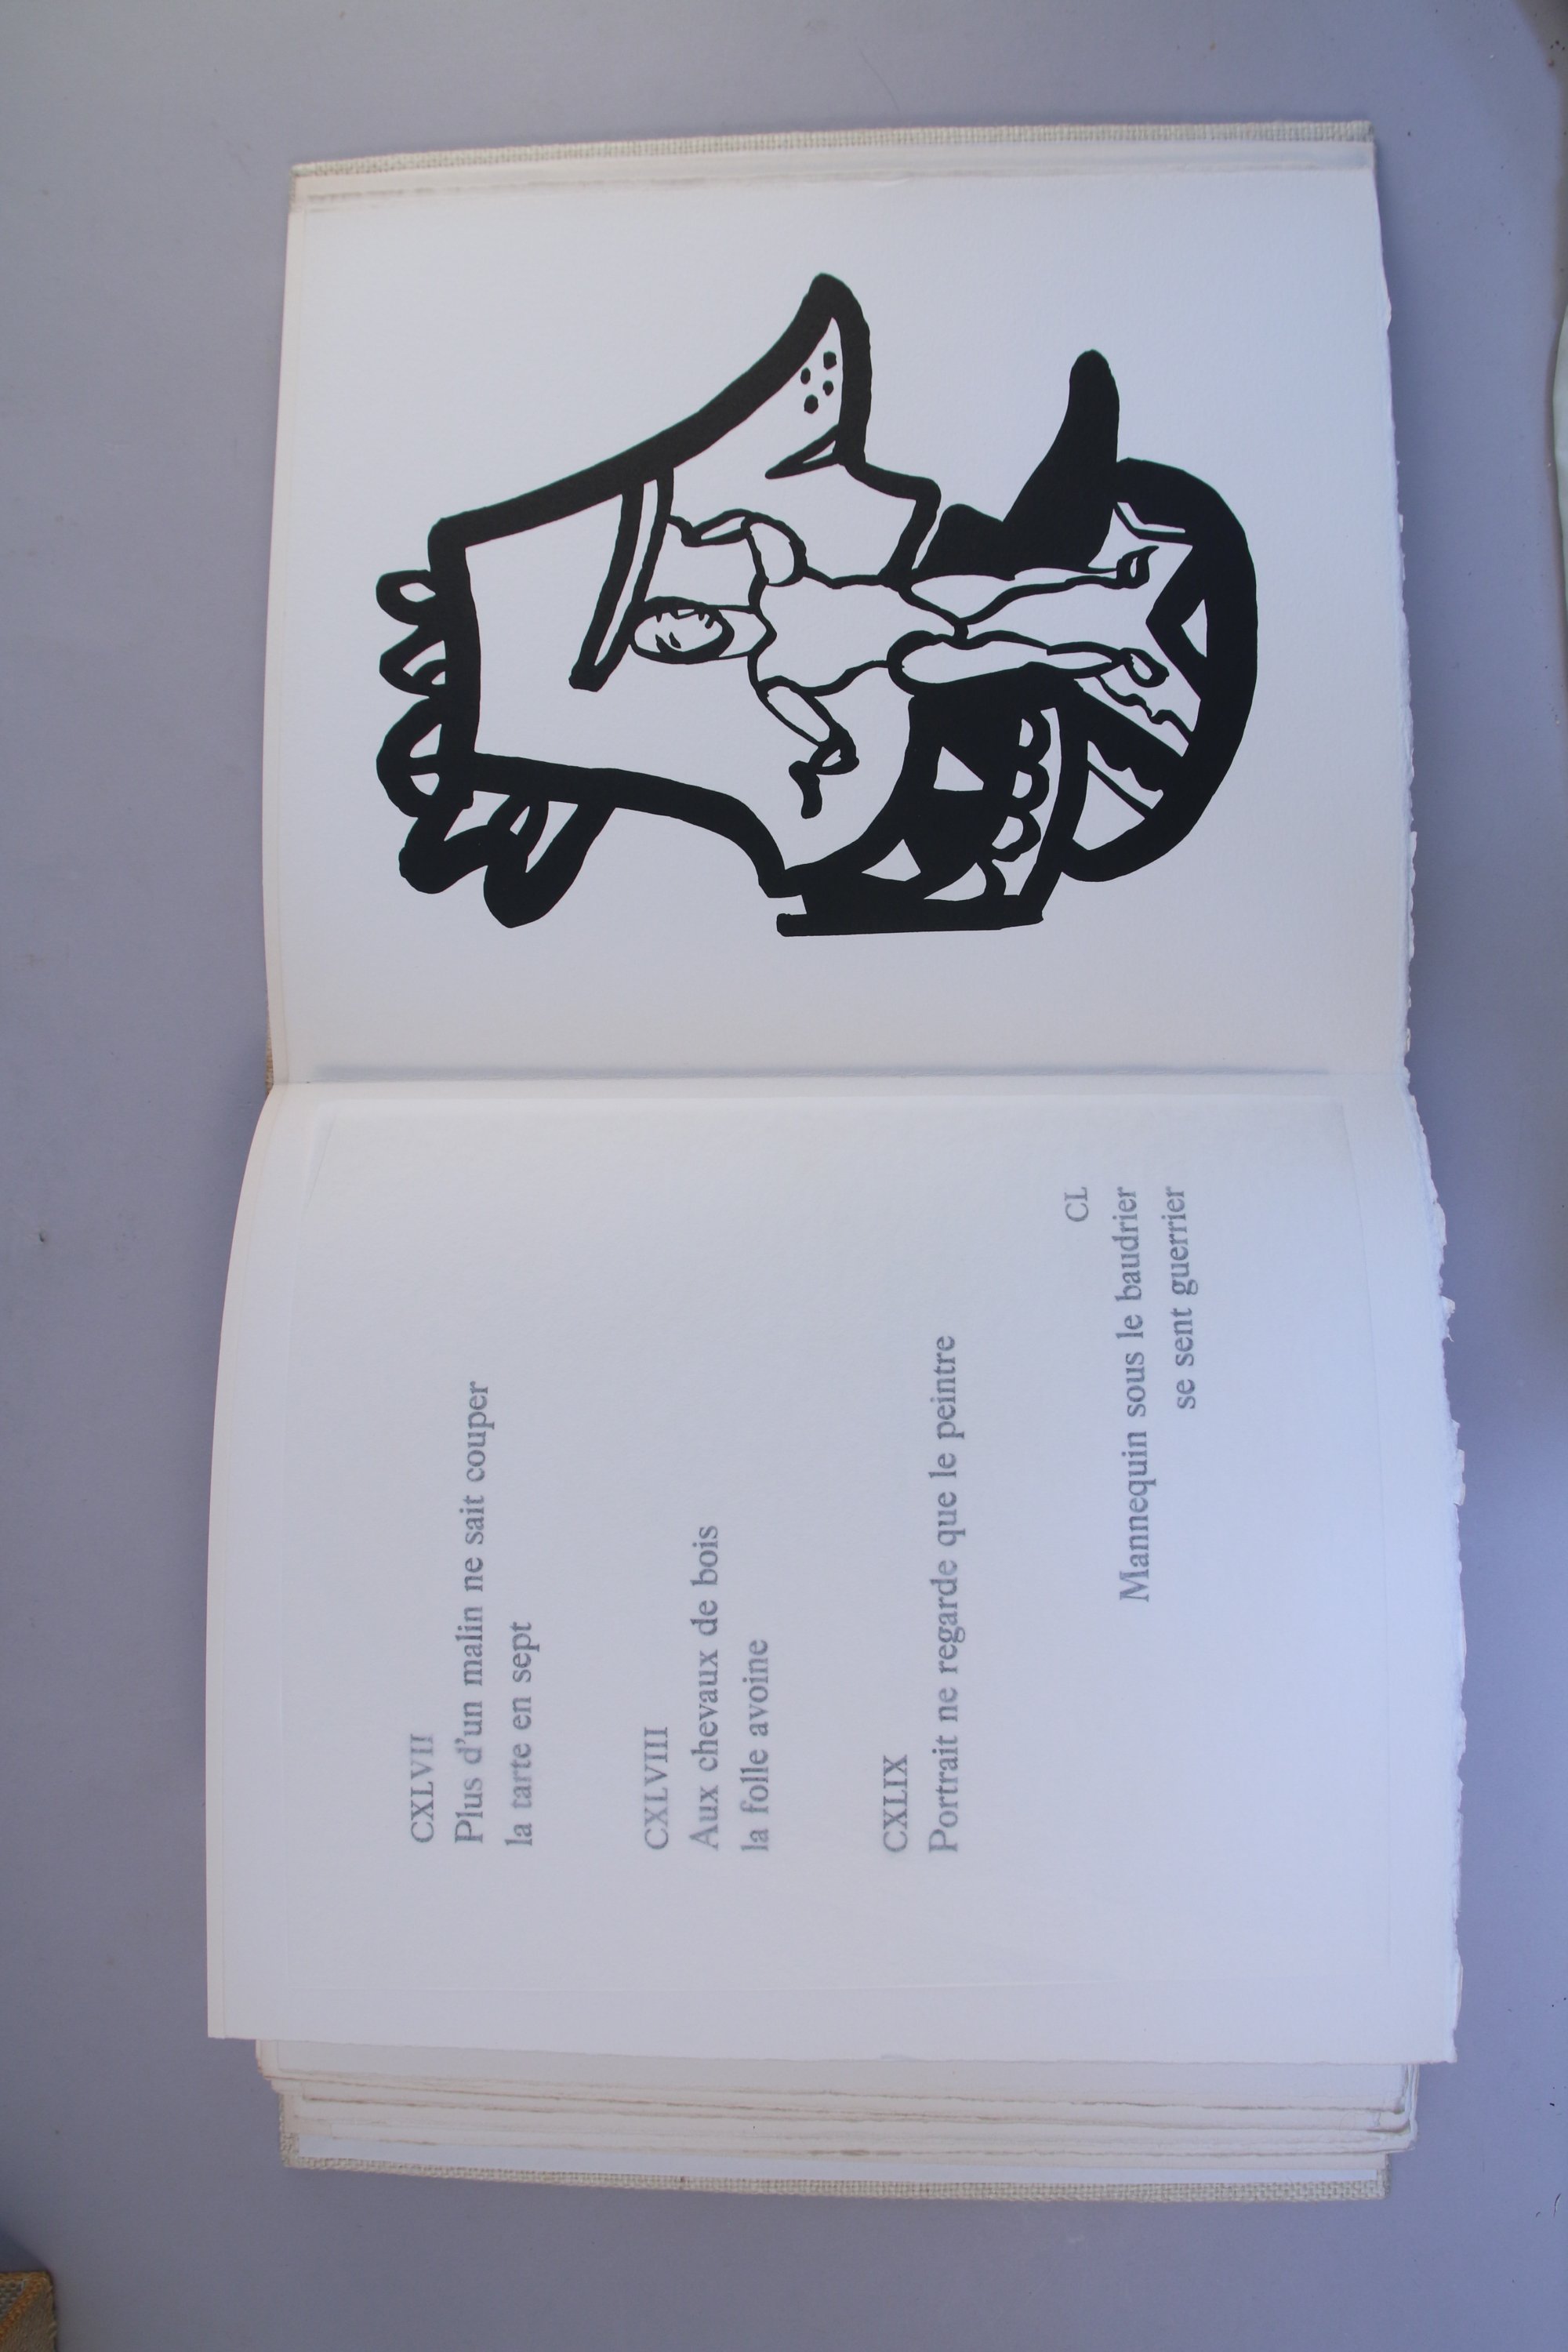 CXLVII
Plus d'un malin ne sait couper
la tarte en sept
CXLVIII
Aux chevaux de bois
la folle avoine
CXLIX
Portrait ne regarde que le peintre
CL
Mannequin sous le baudrier
se sent guerrier